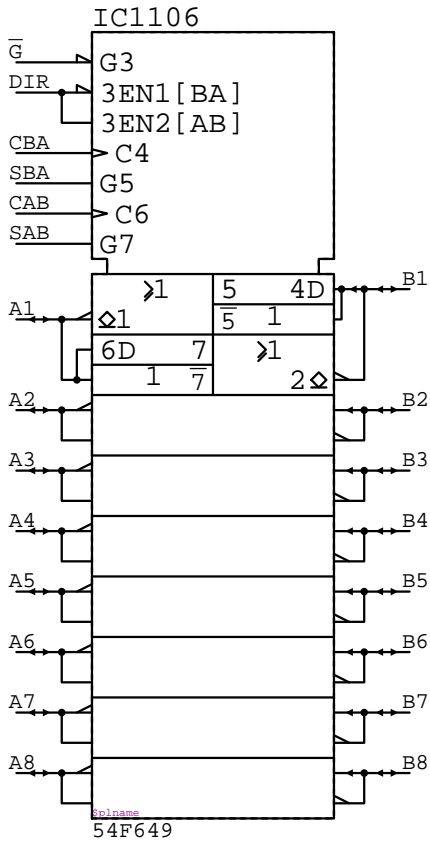 IC1106
G̅
G3
DIR
3EN1[BA]
3EN2[AB]
CBA
C4
SBA
G5
CAB
C6
SAB
G7
≥1
5 4D
B1
A1
1
5̅ 1
6D 7
≥1
1 7̅
2
A2
B2
A3
B3
A4
B4
A5
B5
A6
B6
A7
B7
A8
B8
$plname
54F649